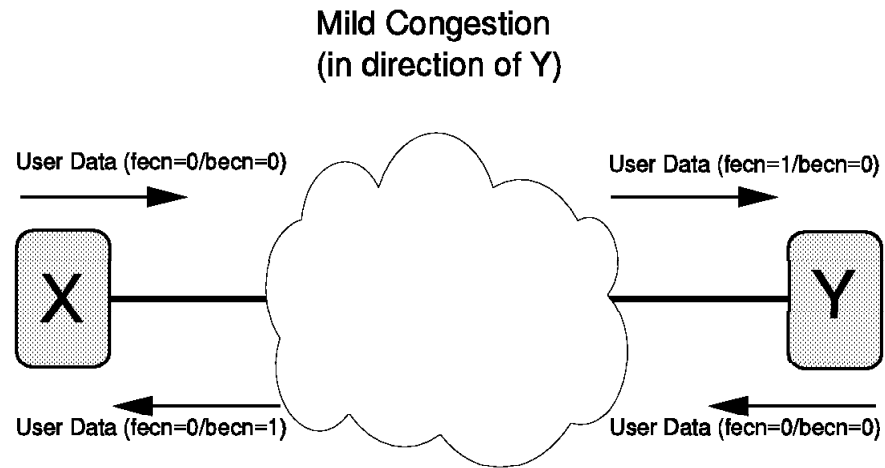 Mild Congestion
(in direction of Y)
User Data (fecn=0/becn=0)
User Data (fecn=1/becn=0)
X
Y
User Data (fecn=0/becn=1)
User Data (fecn=0/becn=0)